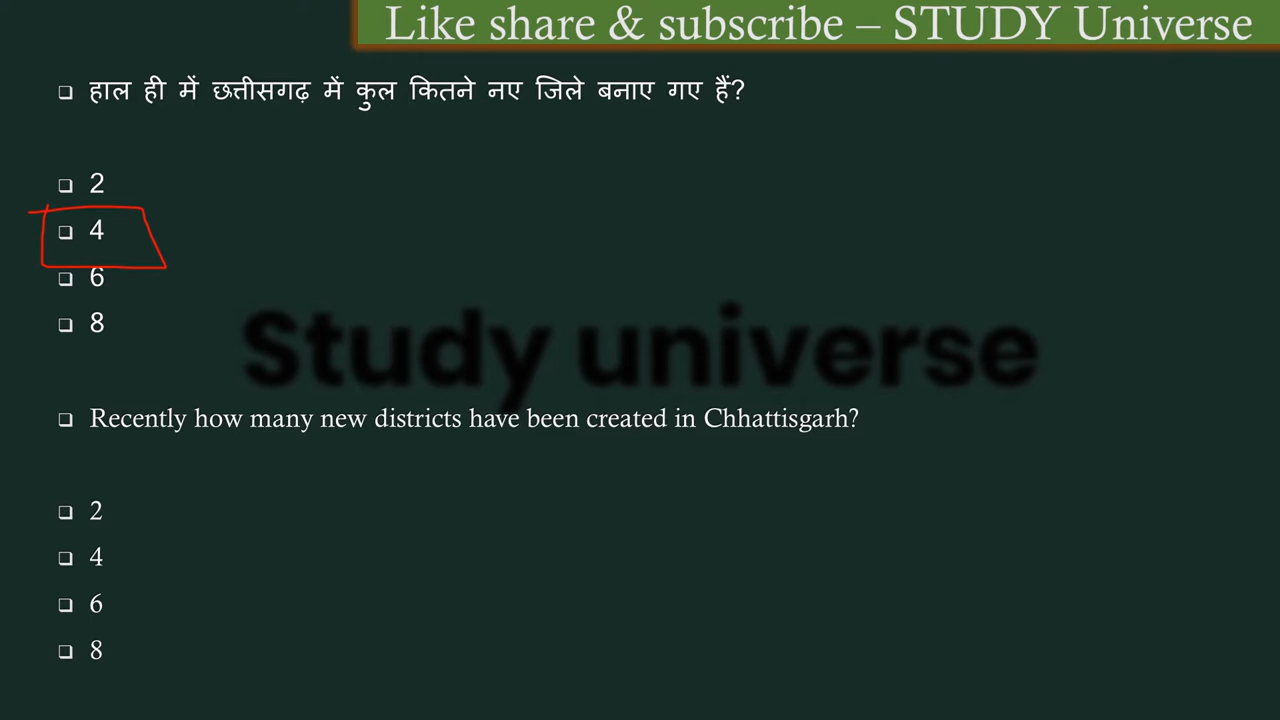 Like share & subscribe – STUDY Universe
❑ हाल ही में छत्तीसगढ़ में कुल कितने नए जिले बनाए गए हैं?
❑ 2
❑ 4
❑ 6
❑ 8
Study universe
❑ Recently how many new districts have been created in Chhattisgarh?
❑ 2
❑ 4
❑ 6
❑ 8